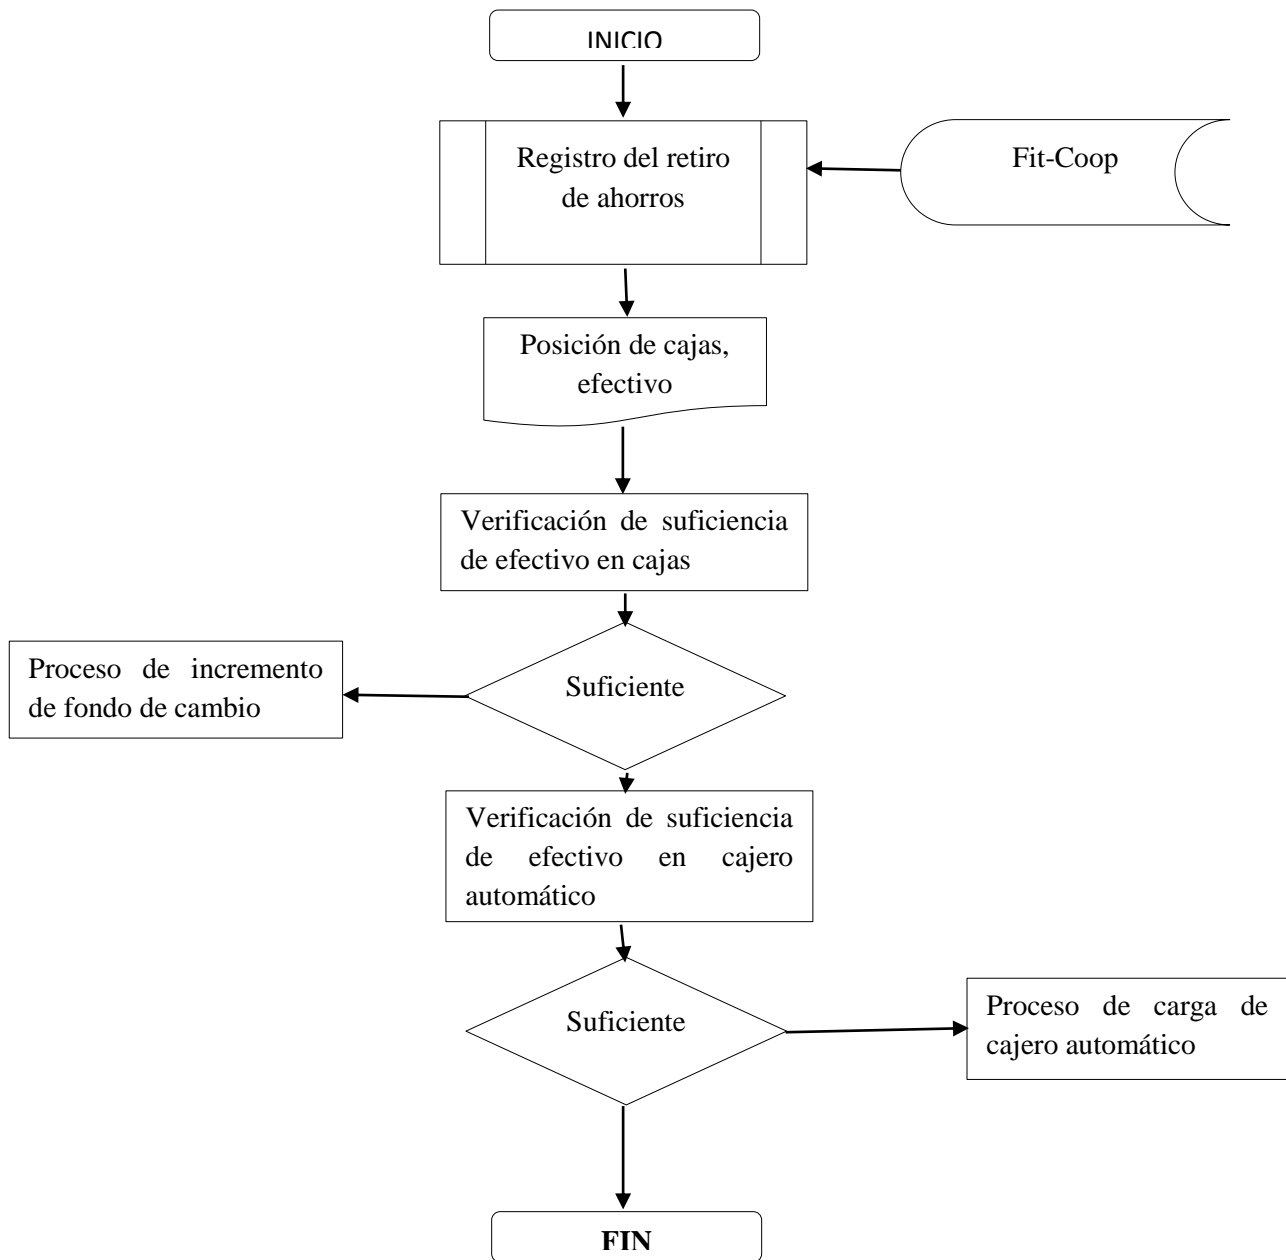 INICIO
Registro del retiro
de ahorros
Fit-Coop
Posición de cajas,
efectivo
Verificación de suficiencia
de efectivo en cajas
Proceso de incremento
de fondo de cambio
Suficiente
Verificación de suficiencia
de efectivo en cajero
automático
Suficiente
Proceso de carga de
cajero automático
FIN